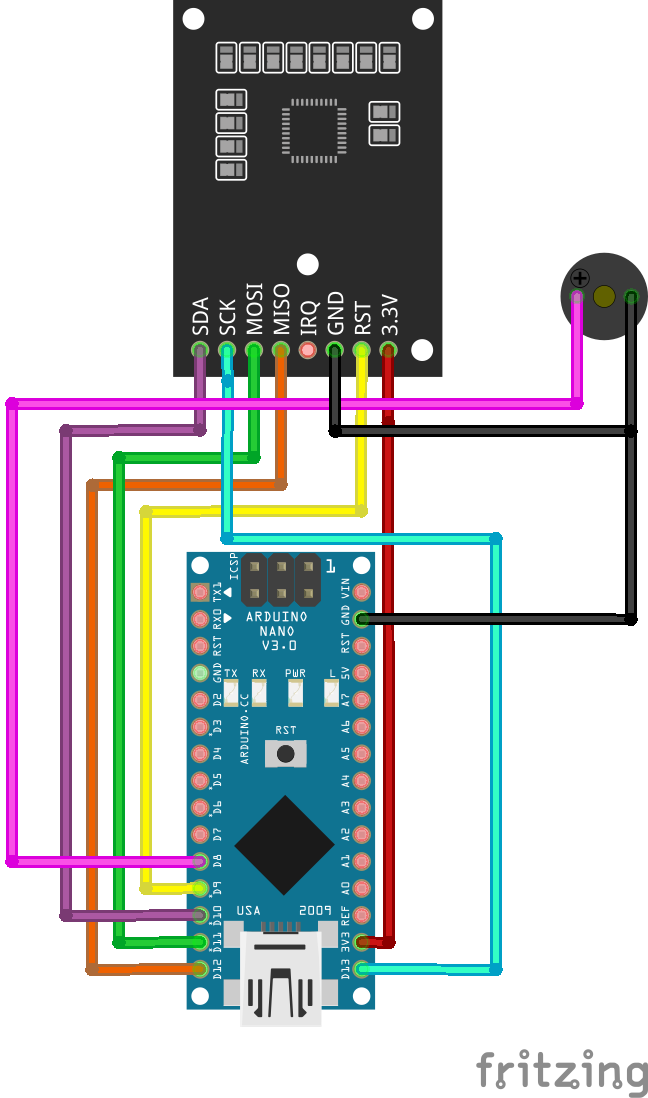 SDA
SCK
MOSI
MISO
IRQ
GND
RST
3.3V
ICSP
1
TX1
RX0
RST
GND
D2
D3
D4
D5
D6
D7
D8
D9
D10
D11
D12
ARDUINO
NANO
V3.0
TX
RX
PWR
L
ARDUINO.CC
RST
USA
2009
VIN
GND
RST
5V
A7
A6
A5
A4
A3
A2
A1
A0
REF
3V3
D13
fritzing